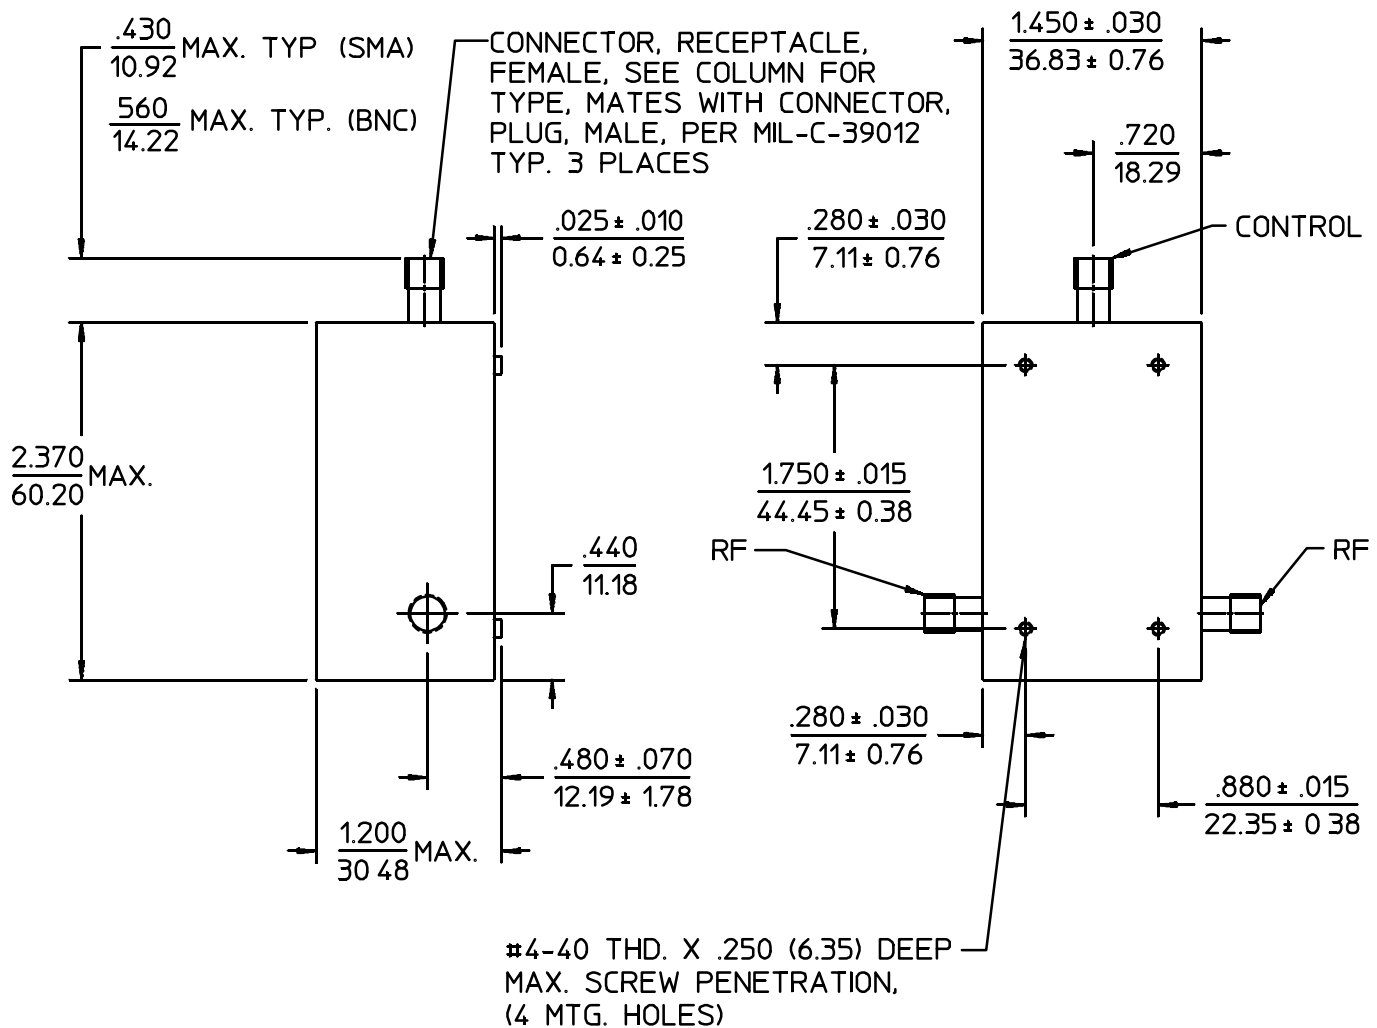 .430
10.92
MAX. TYP (SMA)
.560
14.22
MAX. TYP. (BNC)
CONNECTOR, RECEPTACLE,
FEMALE, SEE COLUMN FOR
TYPE, MATES WITH CONNECTOR,
PLUG, MALE, PER MIL-C-39012
TYP. 3 PLACES
1.450 ± .030
36.83 ± 0.76
.720
18.29
.025 ± .010
0.64 ± 0.25
.280 ± .030
7.11 ± 0.76
CONTROL
2.370
60.20
MAX.
1.750 ± .015
44.45 ± 0.38
.440
11.18
RF
RF
.480 ± .070
12.19 ± 1.78
.280 ± .030
7.11 ± 0.76
.880 ± .015
22.35 ± 0 38
1.200
30 48
MAX.
#4-40 THD. X .250 (6.35) DEEP
MAX. SCREW PENETRATION,
(4 MTG. HOLES)